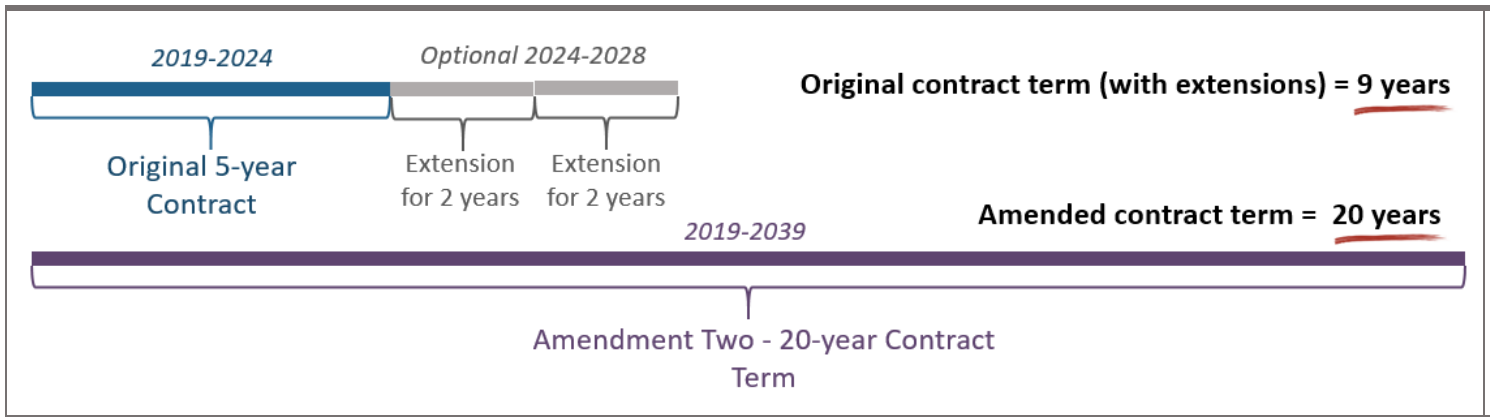 2019-2024
Optional 2024-2028
Original contract term (with extensions) = 9 years
Original 5-year
Contract
Extension
for 2 years
Extension
for 2 years
Amended contract term = 20 years
2019-2039
Amendment Two - 20-year Contract
Term